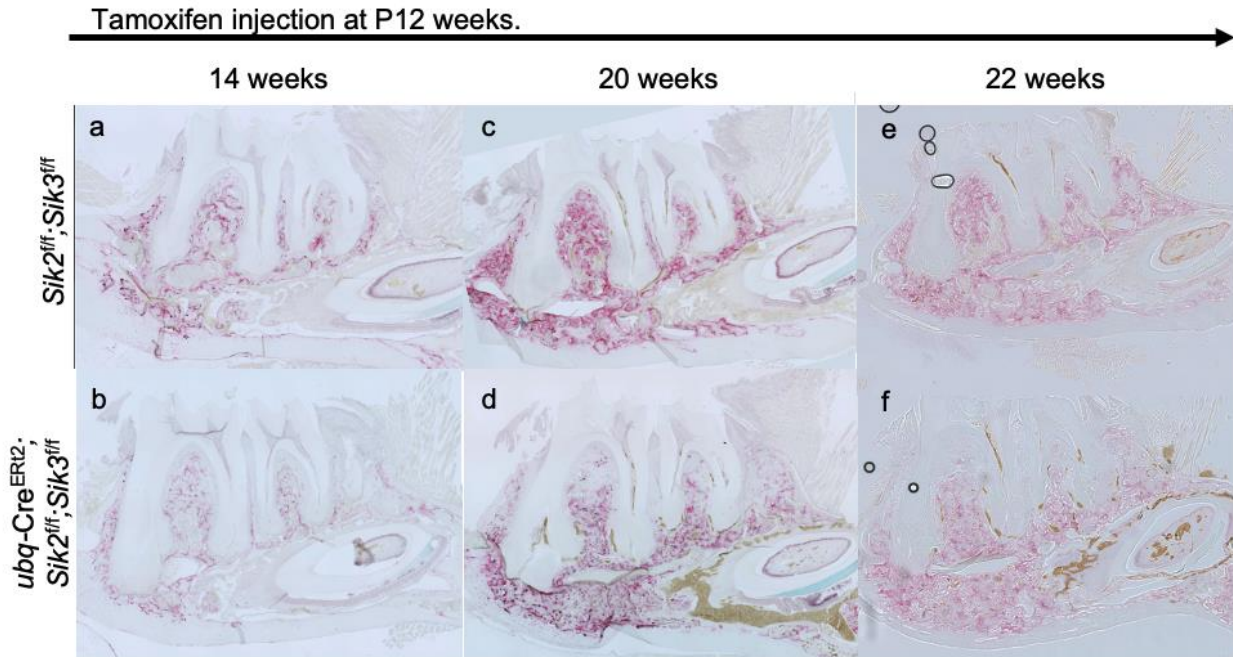 Tamoxifen injection at P12 weeks.
14 weeks
20 weeks
22 weeks
Sik2f/f;Sik3f/f
a
c
e
ubq-CreERt2;
Sik2f/f;Sik3f/f
b
d
f